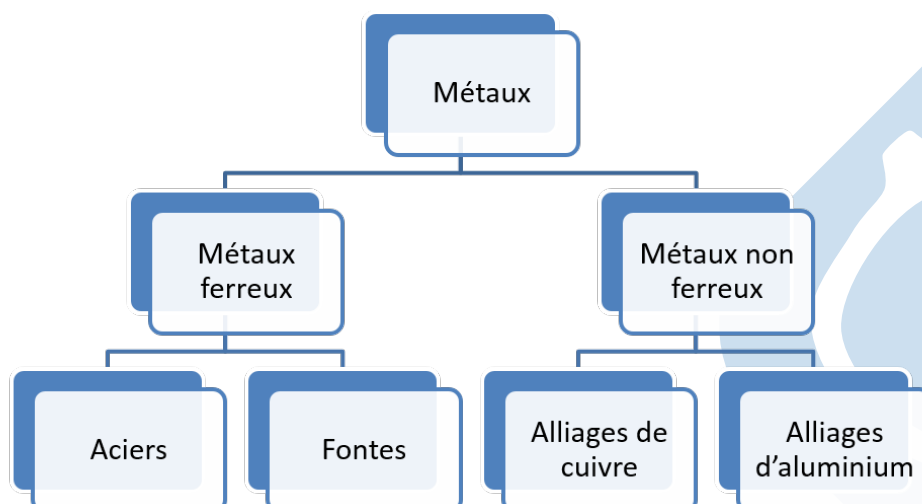 Métaux
Métaux
ferreux
Métaux non
ferreux
Aciers
Fontes
Alliages de
cuivre
Alliages
d’aluminium